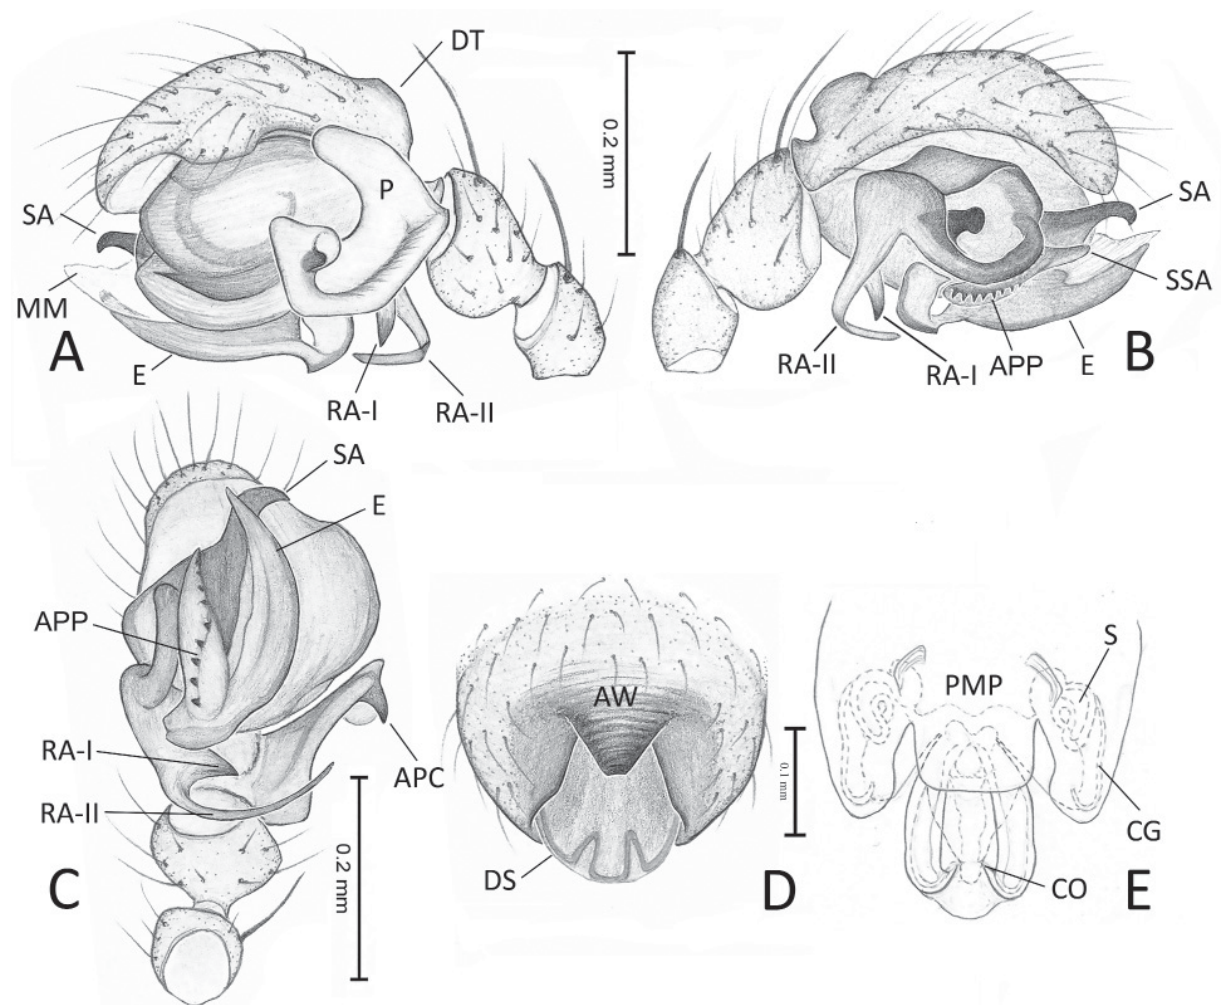 DT
0.2 mm
P
SA
MM
A
E
RA-I
RA-II
SA
SSA
RA-II
RA-I
APP
E
B
SA
E
APP
RA-I
RA-II
APC
C
0.2 mm
AW
DS
D
0.1 mm
S
PMP
CG
CO
E